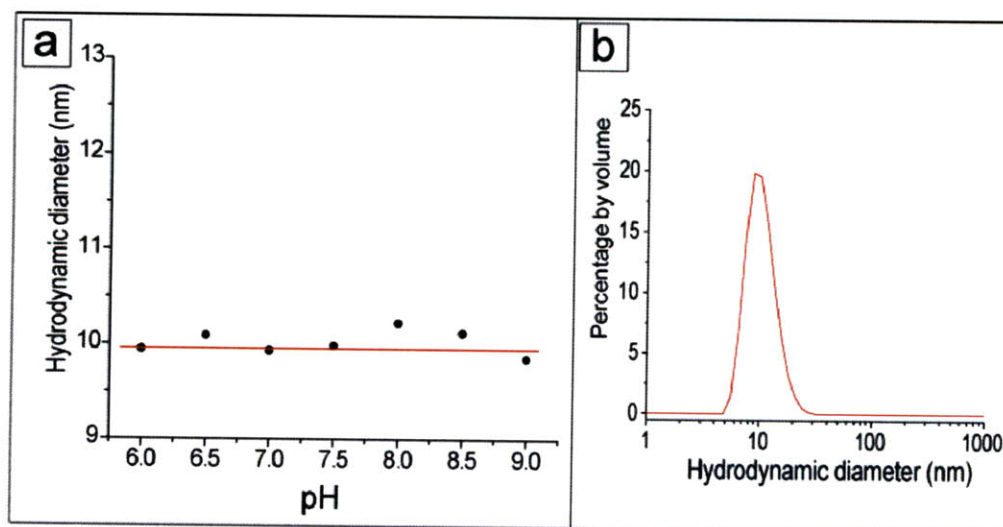 a
Hydrodynamic diameter (nm)
13
12
11
10
9
6.0 6.5 7.0 7.5 8.0 8.5 9.0
pH
b
Percentage by volume
25
20
15
10
5
0
1 10 100 1000
Hydrodynamic diameter (nm)